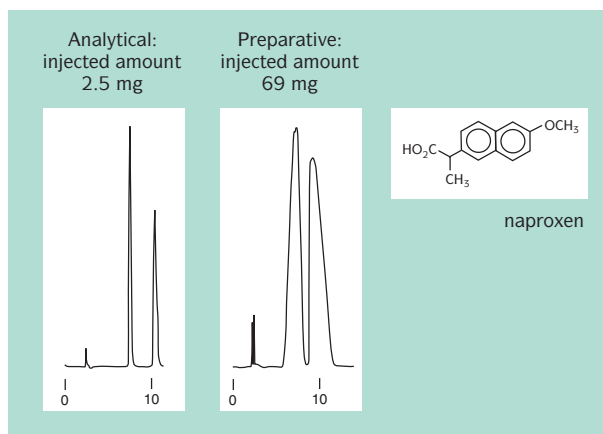 Analytical:
injected amount
2.5 mg
Preparative:
injected amount
69 mg
0
10
0
10
HO₂C
OCH₃
CH₃
naproxen